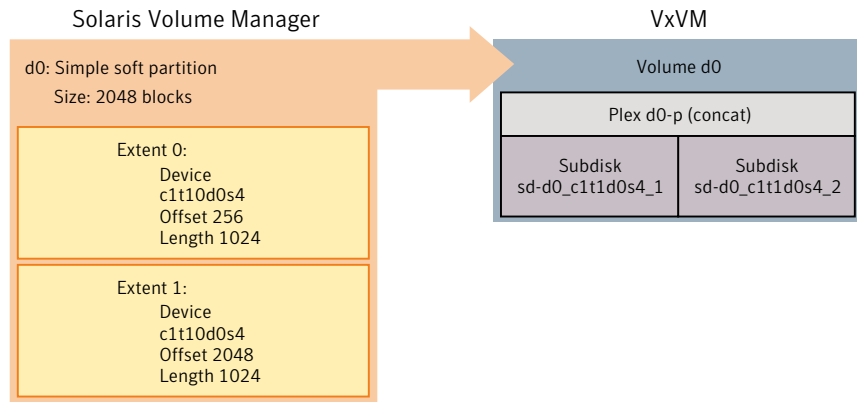 Solaris Volume Manager
VxVM
d0: Simple soft partition
Size: 2048 blocks
Extent 0:
Device
c1t10d0s4
Offset 256
Length 1024
Extent 1:
Device
c1t10d0s4
Offset 2048
Length 1024
Volume d0
Plex d0-p (concat)
Subdisk
sd-d0_c1t1d0s4_1
Subdisk
sd-d0_c1t1d0s4_2